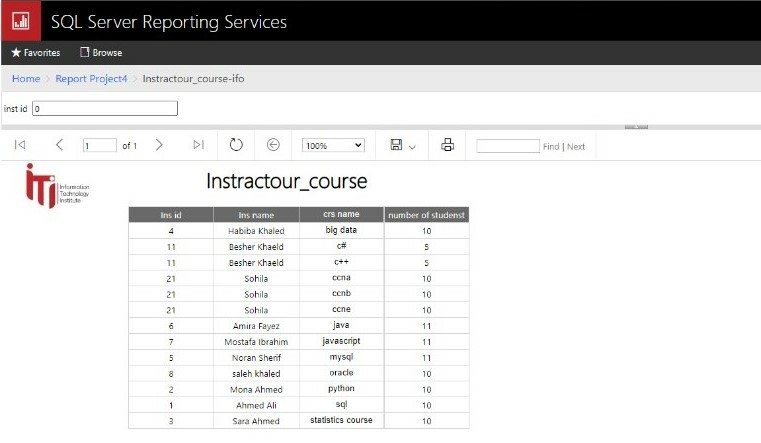 SQL Server Reporting Services
Favorites Browse
Home > Report Project4 > Instractour_course-ifo
inst id 0
1 of 1 100% Find | Next
iTi Information Technology Institute
Instractour_course
Ins id Ins name crs name number of studenst
4 Habiba Khaled big data 10
11 Besher Khaeld c# 5
11 Besher Khaeld c++ 5
21 Sohila ccna 10
21 Sohila ccnb 10
21 Sohila ccne 10
6 Amira Fayez java 11
7 Mostafa Ibrahim javascript 11
5 Noran Sherif mysql 11
8 saleh khaled oracle 10
2 Mona Ahmed python 10
1 Ahmed Ali sql 10
3 Sara Ahmed statistics course 10